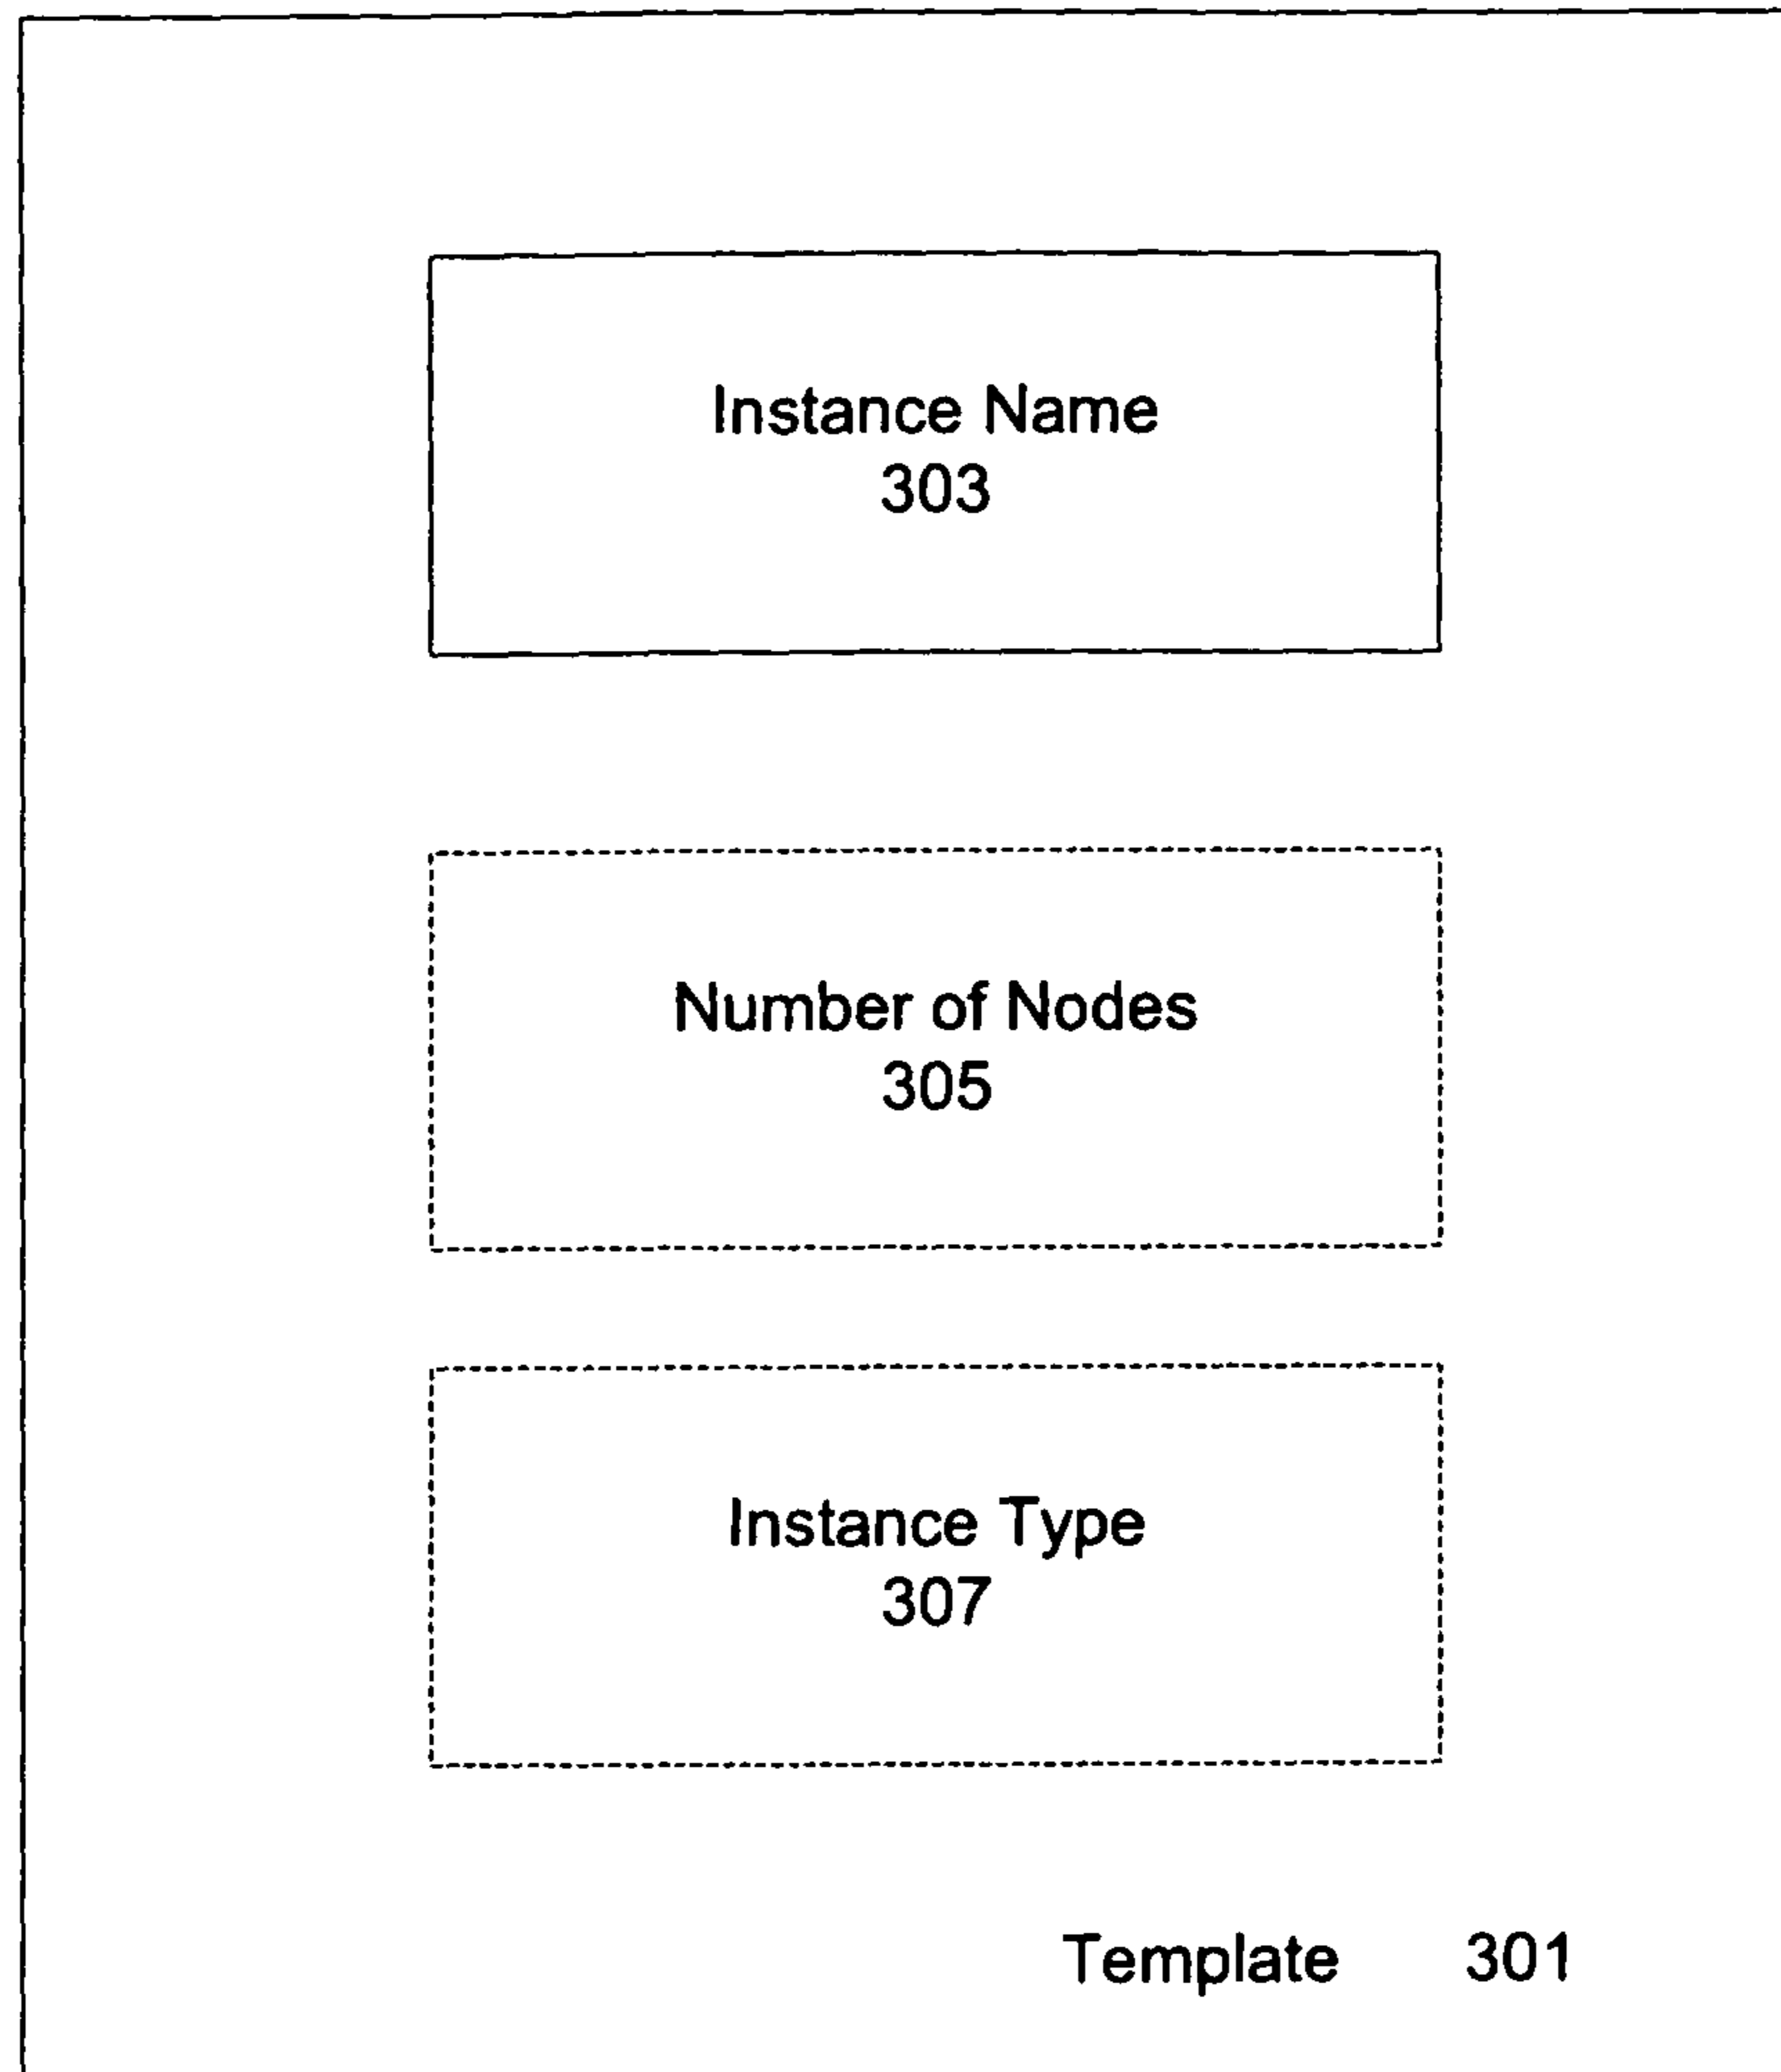 Instance Name
303
Number of Nodes
305
Instance Type
307
Template 301